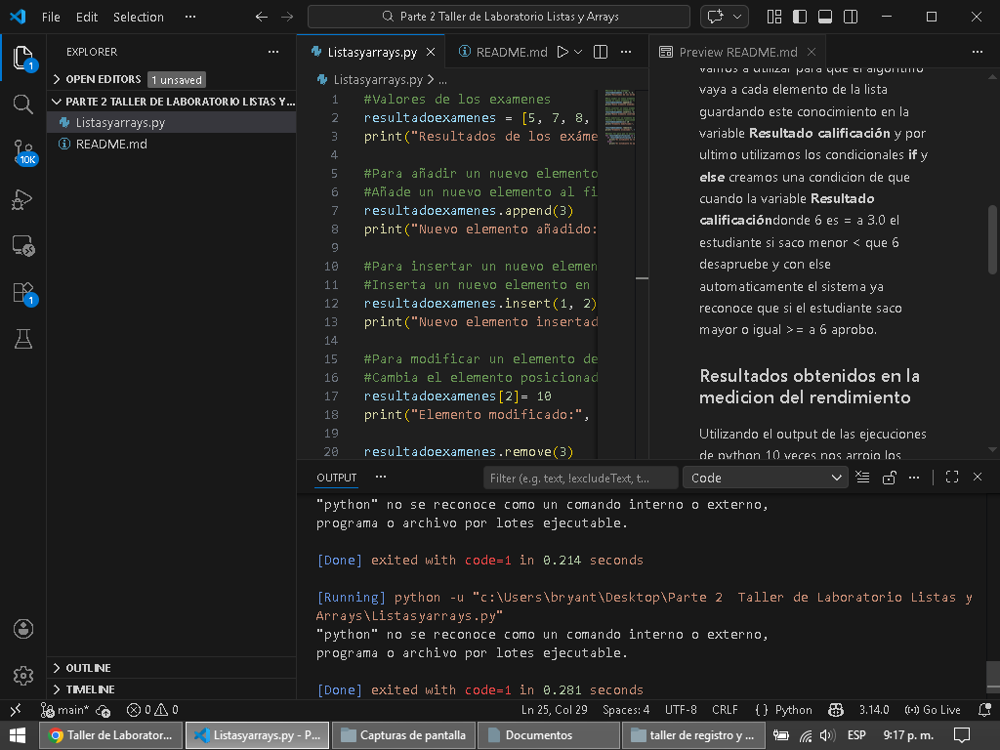 File Edit Selection ··· Parte 2 Taller de Laboratorio Listas y Arrays
EXPLORER ···
OPEN EDITORS 1 unsaved
PARTE 2 TALLER DE LABORATORIO LISTAS Y...
Listasyarrays.py
README.md
1
10K
1
OUTLINE
TIMELINE
Listasyarrays.py README.md ···
Listasyarrays.py > ...
1 #Valores de los examenes
2 resultadoexamenes = [5, 7, 8,
3 print("Resultados de los exáme
4
5 #Para añadir un nuevo elemento
6 #Añade un nuevo elemento al fi
7 resultadoexamenes.append(3)
8 print("Nuevo elemento añadido:
9
10 #Para insertar un nuevo elemen
11 #Inserta un nuevo elemento en
12 resultadoexamenes.insert(1, 2)
13 print("Nuevo elemento insertad
14
15 #Para modificar un elemento de
16 #Cambia el elemento posicionad
17 resultadoexamenes[2]= 10
18 print("Elemento modificado:",
19
20 resultadoexamenes.remove(3)
Preview README.md ···
vamos a utilizar para que el algoritmo
vaya a cada elemento de la lista
guardando este conocimiento en la
variable Resultado calificación y por
ultimo utilizamos los condicionales if y
else creamos una condicion de que
cuando la variable Resultado
calificacióndonde 6 es = a 3.0 el
estudiante si saco menor < que 6
desapruebe y con else
automaticamente el sistema ya
reconoce que si el estudiante saco
mayor o igual >= a 6 aprobo.
Resultados obtenidos en la
medicion del rendimiento
Utilizando el output de las ejecuciones
de python 10 veces nos arrojo los
OUTPUT ··· Filter (e.g. text, !excludeText, t... Code ···
"python" no se reconoce como un comando interno o externo,
programa o archivo por lotes ejecutable.
[Done] exited with code=1 in 0.214 seconds
[Running] python -u "c:\Users\bryant\Desktop\Parte 2  Taller de Laboratorio Listas y
Arrays\Listasyarrays.py"
"python" no se reconoce como un comando interno o externo,
programa o archivo por lotes ejecutable.
[Done] exited with code=1 in 0.281 seconds
main* 0 0 Ln 25, Col 29 Spaces: 4 UTF-8 CRLF {} Python 3.14.0 Go Live
Taller de Laborator... Listasyarrays.py - P... Capturas de pantalla Documentos taller de registro y ... ESP 9:17 p. m.